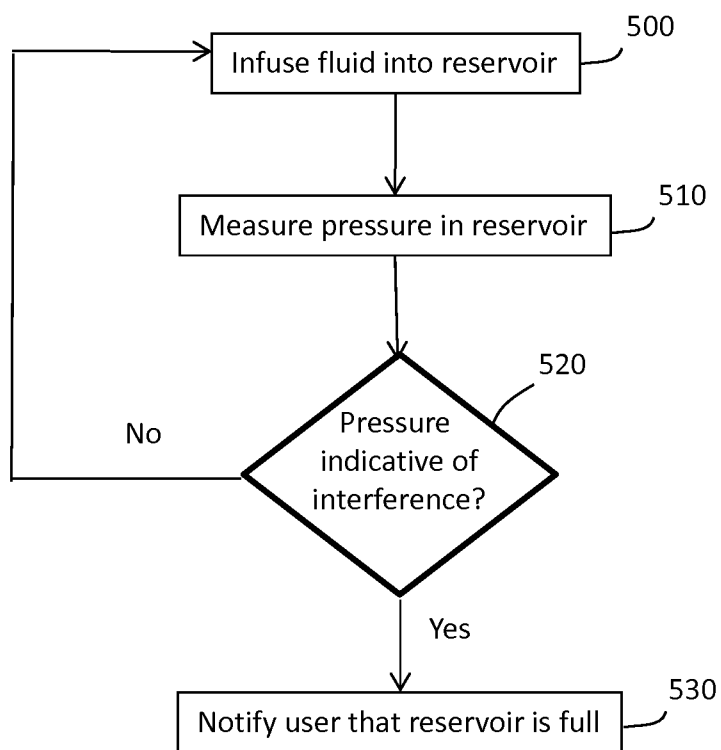 500
Infuse fluid into reservoir
510
Measure pressure in reservoir
520
Pressure
indicative of
interference?
No
Yes
530
Notify user that reservoir is full